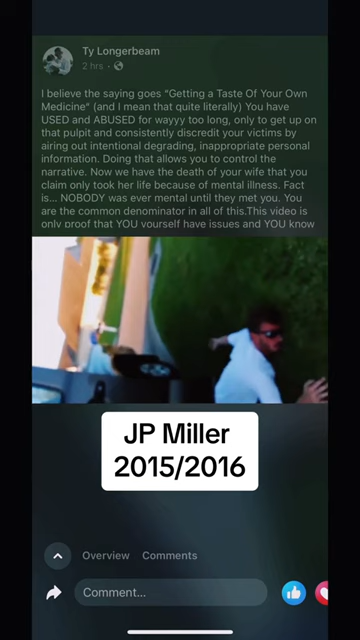 Ty Longerbeam
2 hrs ·
I believe the saying goes "Getting a Taste Of Your Own
Medicine" (and I mean that quite literally) You have
USED and ABUSED for wayyy too long, only to get up on
that pulpit and consistently discredit your victims by
airing out intentional degrading, inappropriate personal
information. Doing that allows you to control the
narrative. Now we have the death of your wife that you
claim only took her life because of mental illness. Fact
is... NOBODY was ever mental until they met you. You
are the common denominator in all of this.This video is
only proof that YOU yourself have issues and YOU know
JP Miller
2015/2016
Overview Comments
Comment...